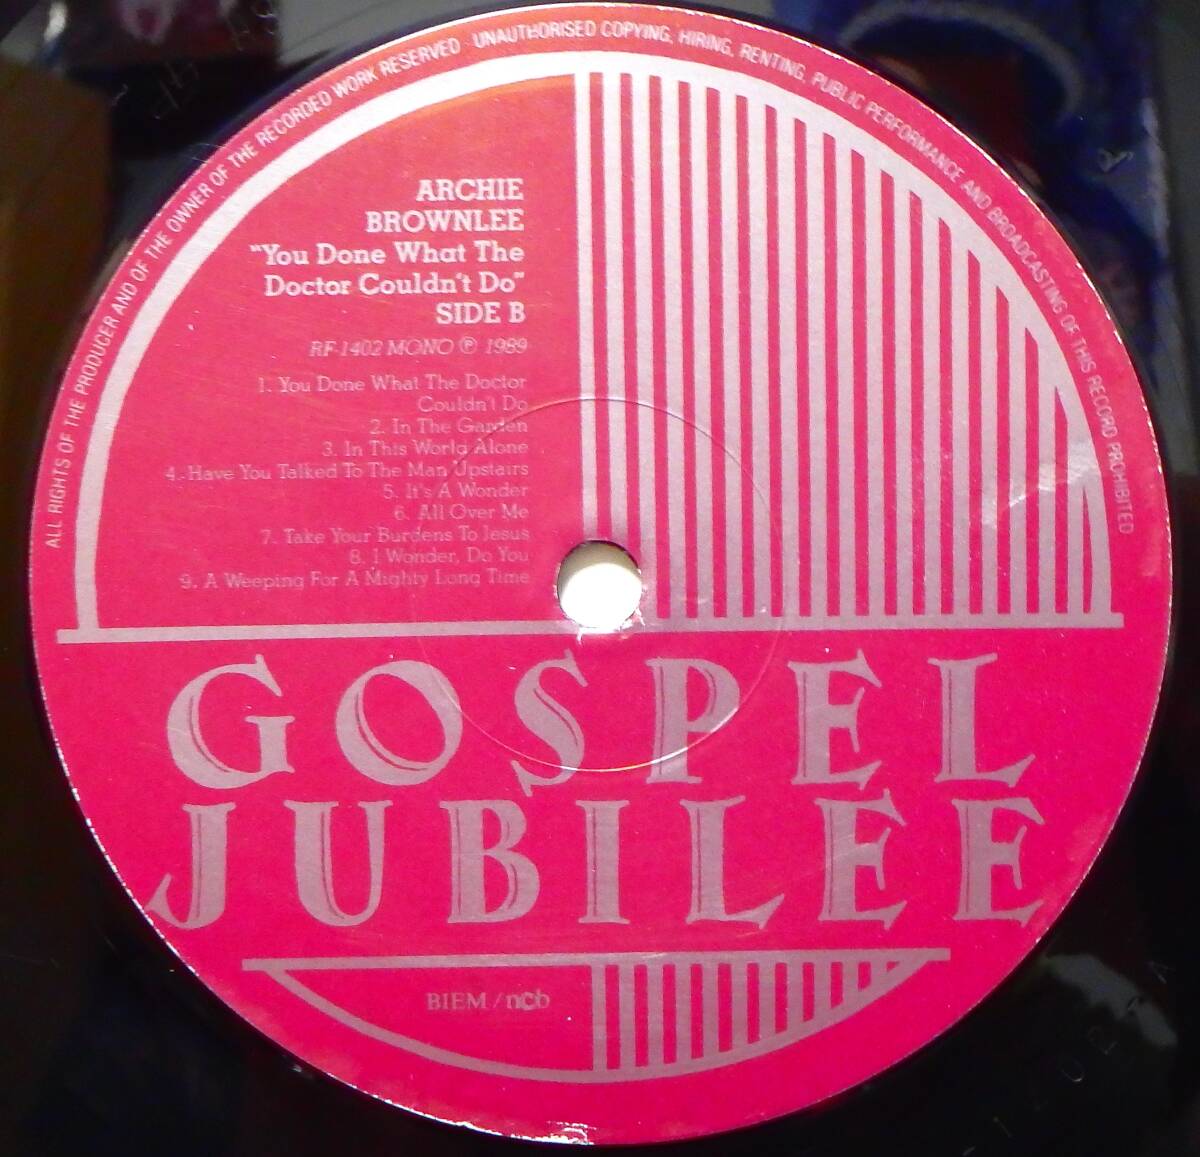 ALL RIGHTS OF THE PRODUCER AND OF THE OWNER OF THE RECORDED WORK RESERVED UNAUTHORISED COPYING, HIRING, RENTING, PUBLIC PERFORMANCE AND BROADCASTING OF THIS RECORD PROHIBITED
ARCHIE
BROWNLEE
"You Done What The
Doctor Couldn't Do"
SIDE B
RF-1402 MONO ℗ 1989
1. You Done What The Doctor
Couldn't Do
2. In The Garden
3. In This World Alone
4. Have You Talked To The Man Upstairs
5. It's A Wonder
6. All Over Me
7. Take Your Burdens To Jesus
8. I Wonder, Do You
9. A Weeping For A Mighty Long Time
GOSPEL
JUBILEE
BIEM/ncb